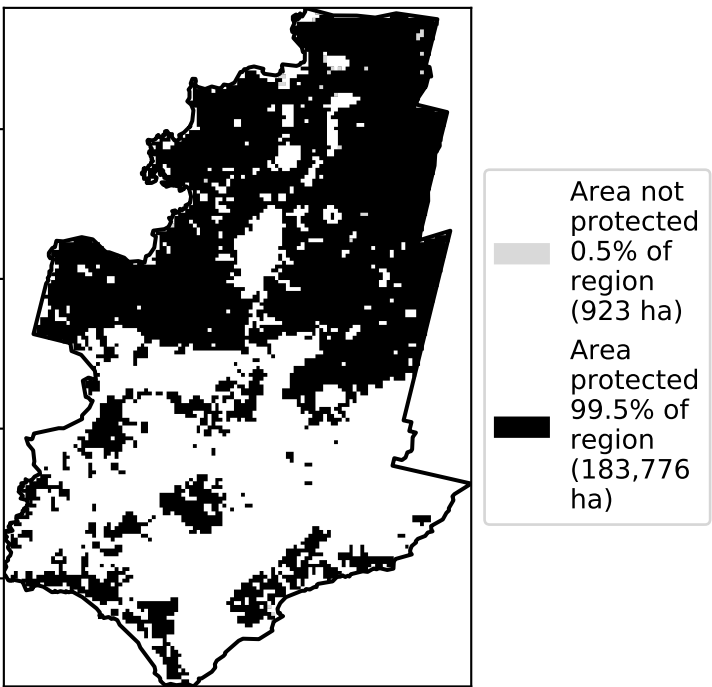 Area not
protected
0.5% of
region
(923 ha)
Area
protected
99.5% of
region
(183,776
ha)